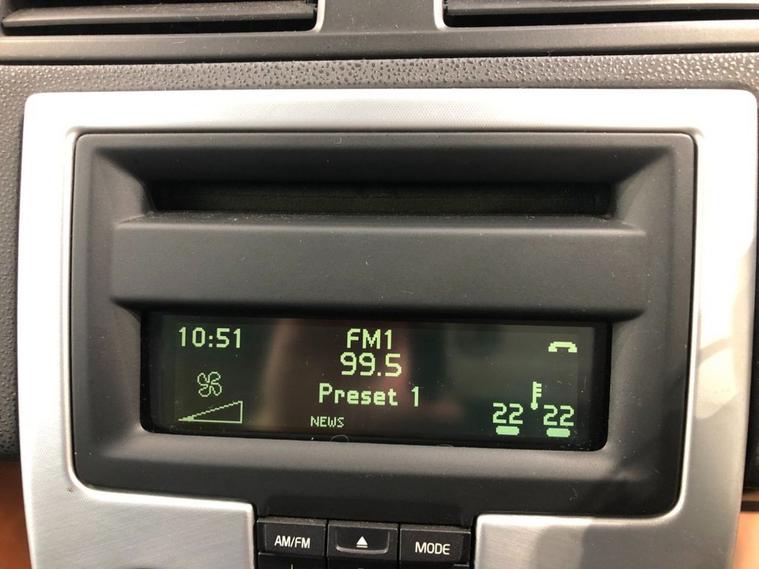 10:51
FM1
99.5
Preset 1
22 22
NEWS
AM/FM
MODE